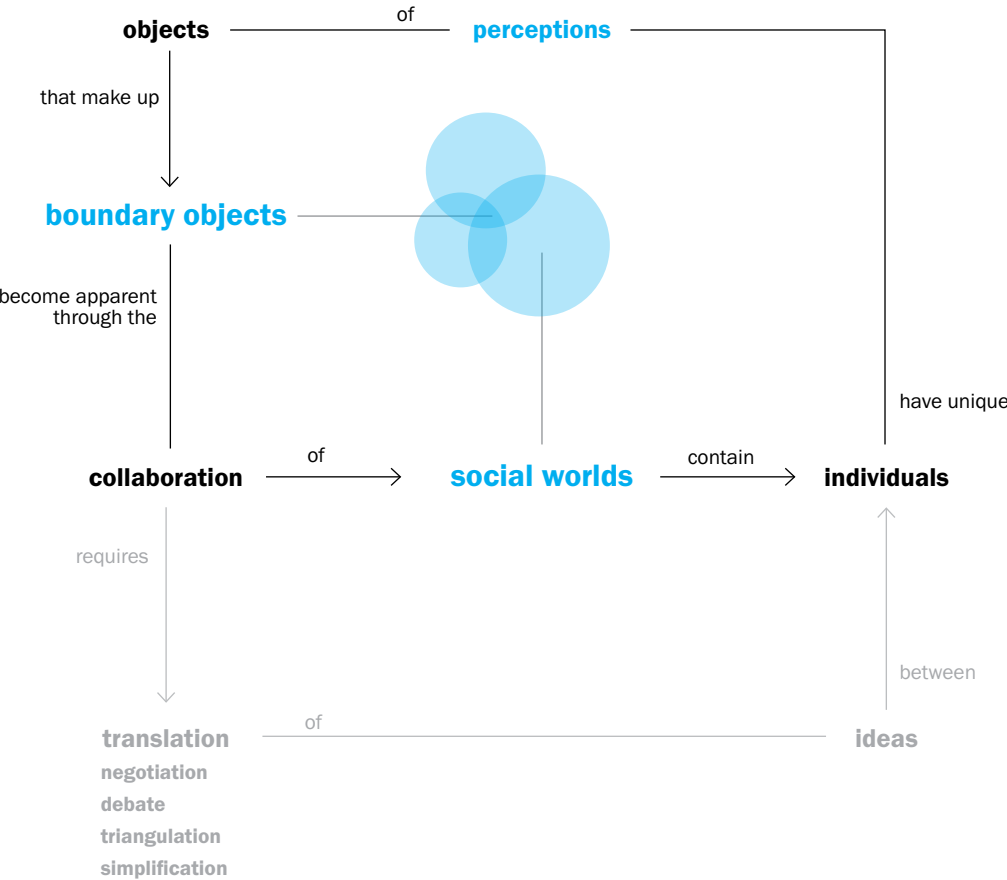 objects
of
perceptions
that make up
boundary objects
become apparent
through the
have unique
collaboration
of
social worlds
contain
individuals
requires
between
translation
of
ideas
negotiation
debate
triangulation
simplification